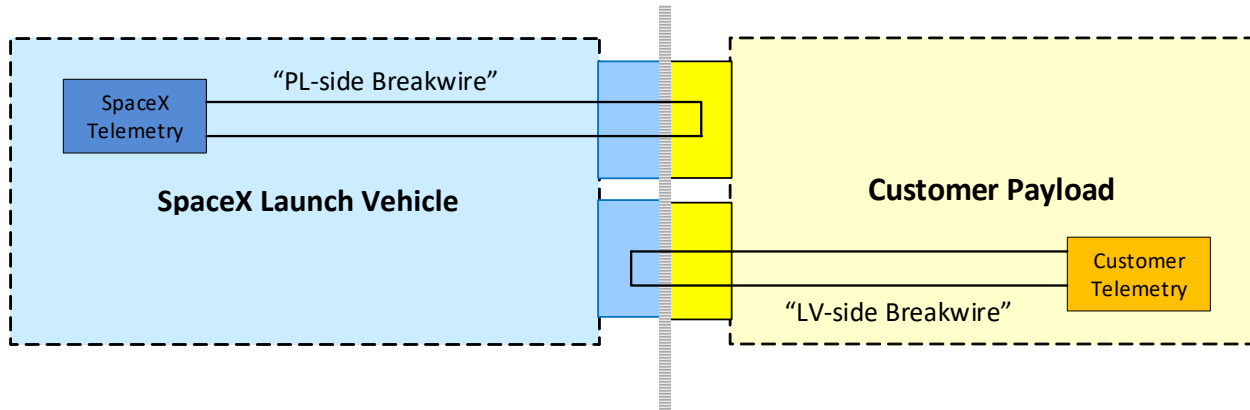 “PL-side Breakwire”
SpaceX
Telemetry
SpaceX Launch Vehicle
Customer Payload
Customer
Telemetry
“LV-side Breakwire”